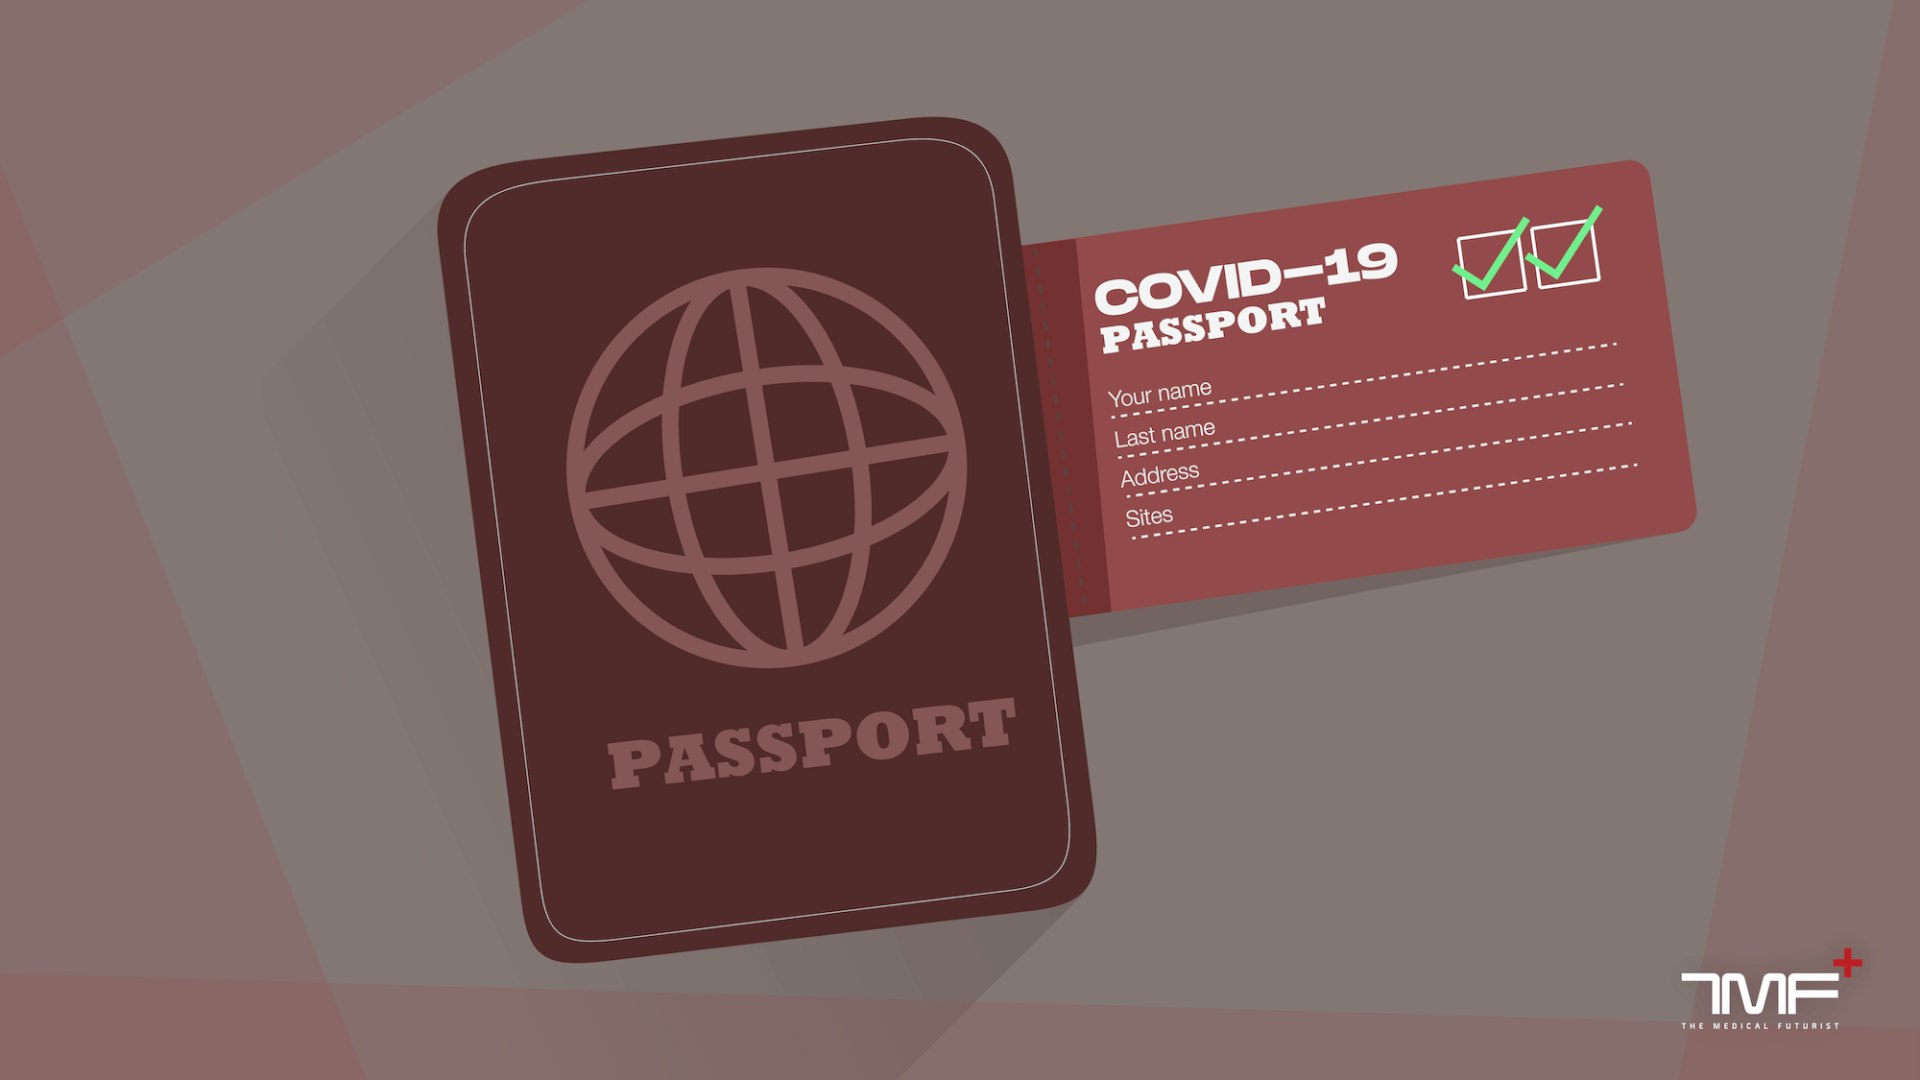 COVID-19
PASSPORT
Your name
Last name
Address
Sites
PASSPORT
TMF+
THE MEDICAL FUTURIST